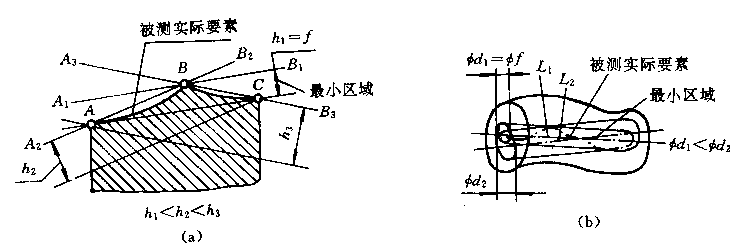 被测实际要素
h₁=f
A₃
B
B₂
B₁
C
最小区域
A₁
A
B₃
A₂
h₂
h₃
h₁<h₂<h₃
(a)
ϕd₁=ϕf
L₁
L₂
被测实际要素
最小区域
ϕd₁<ϕd₂
ϕd₂
(b)